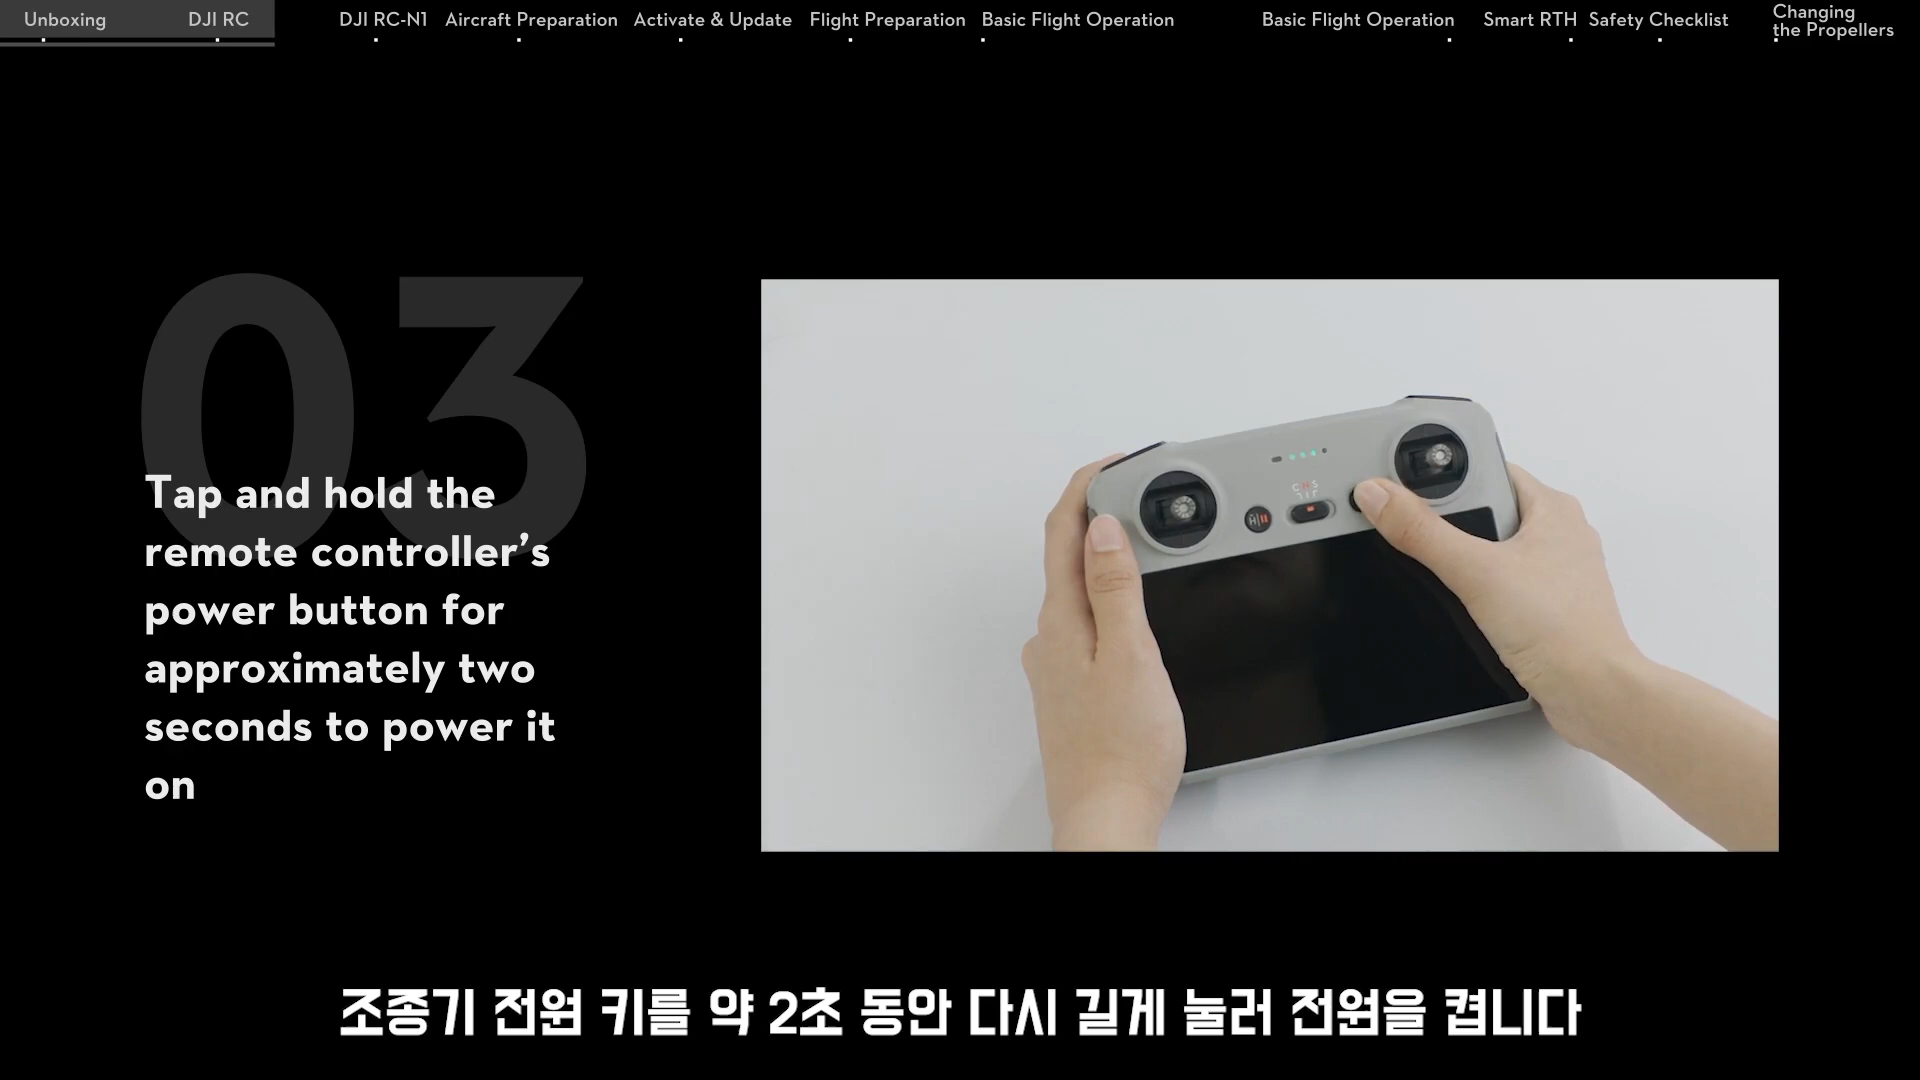 Unboxing
DJI RC
DJI RC-N1
Aircraft Preparation
Activate & Update
Flight Preparation
Basic Flight Operation
Basic Flight Operation
Smart RTH
Safety Checklist
Changing
the Propellers
03
Tap and hold the
remote controller’s
power button for
approximately two
seconds to power it
on
C N S
조종기 전원 키를 약 2초 동안 다시 길게 눌러 전원을 켭니다